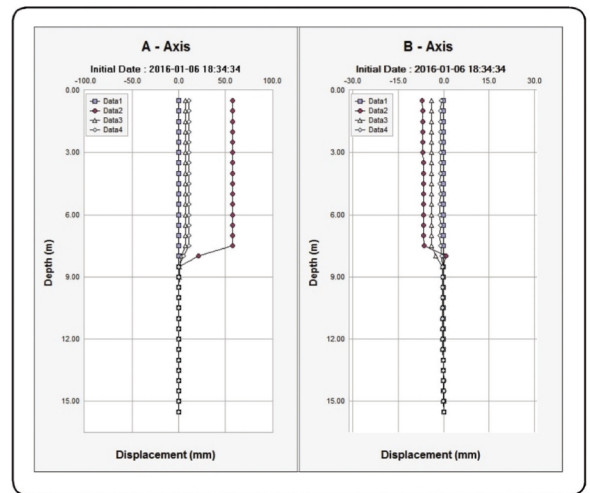 A - Axis
Initial Date : 2016-01-06 18:34:34
-100.0 -50.0 0.0 50.0 100.0
0.00
3.00
6.00
9.00
12.00
15.00
Data1
Data2
Data3
Data4
Depth (m)
Displacement (mm)
B - Axis
Initial Date : 2016-01-06 18:34:34
-30.0 -15.0 0.0 15.0 30.0
0.00
3.00
6.00
9.00
12.00
15.00
Data1
Data2
Data3
Data4
Depth (m)
Displacement (mm)